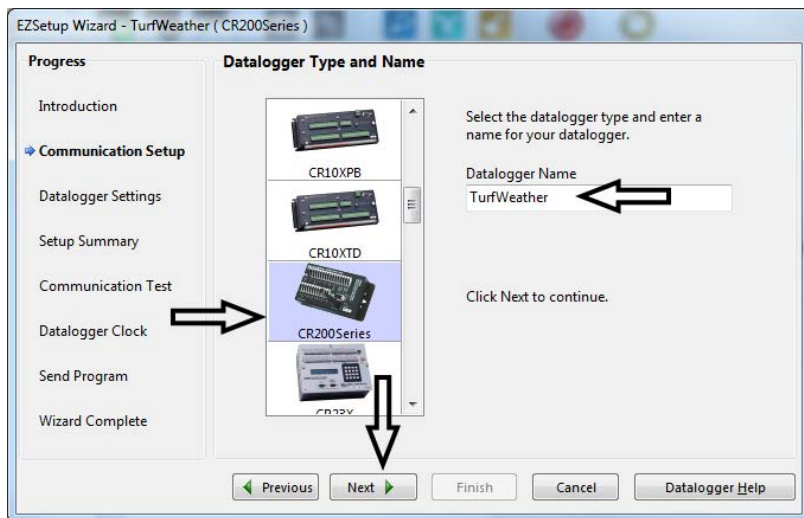 EZSetup Wizard - TurfWeather ( CR200Series )
Progress
Introduction
Communication Setup
Datalogger Settings
Setup Summary
Communication Test
Datalogger Clock
Send Program
Wizard Complete
Datalogger Type and Name
CR10XPB
CR10XTD
CR200Series
CR23X
Select the datalogger type and enter a
name for your datalogger.
Datalogger Name
TurfWeather
Click Next to continue.
Previous
Next
Finish
Cancel
Datalogger Help